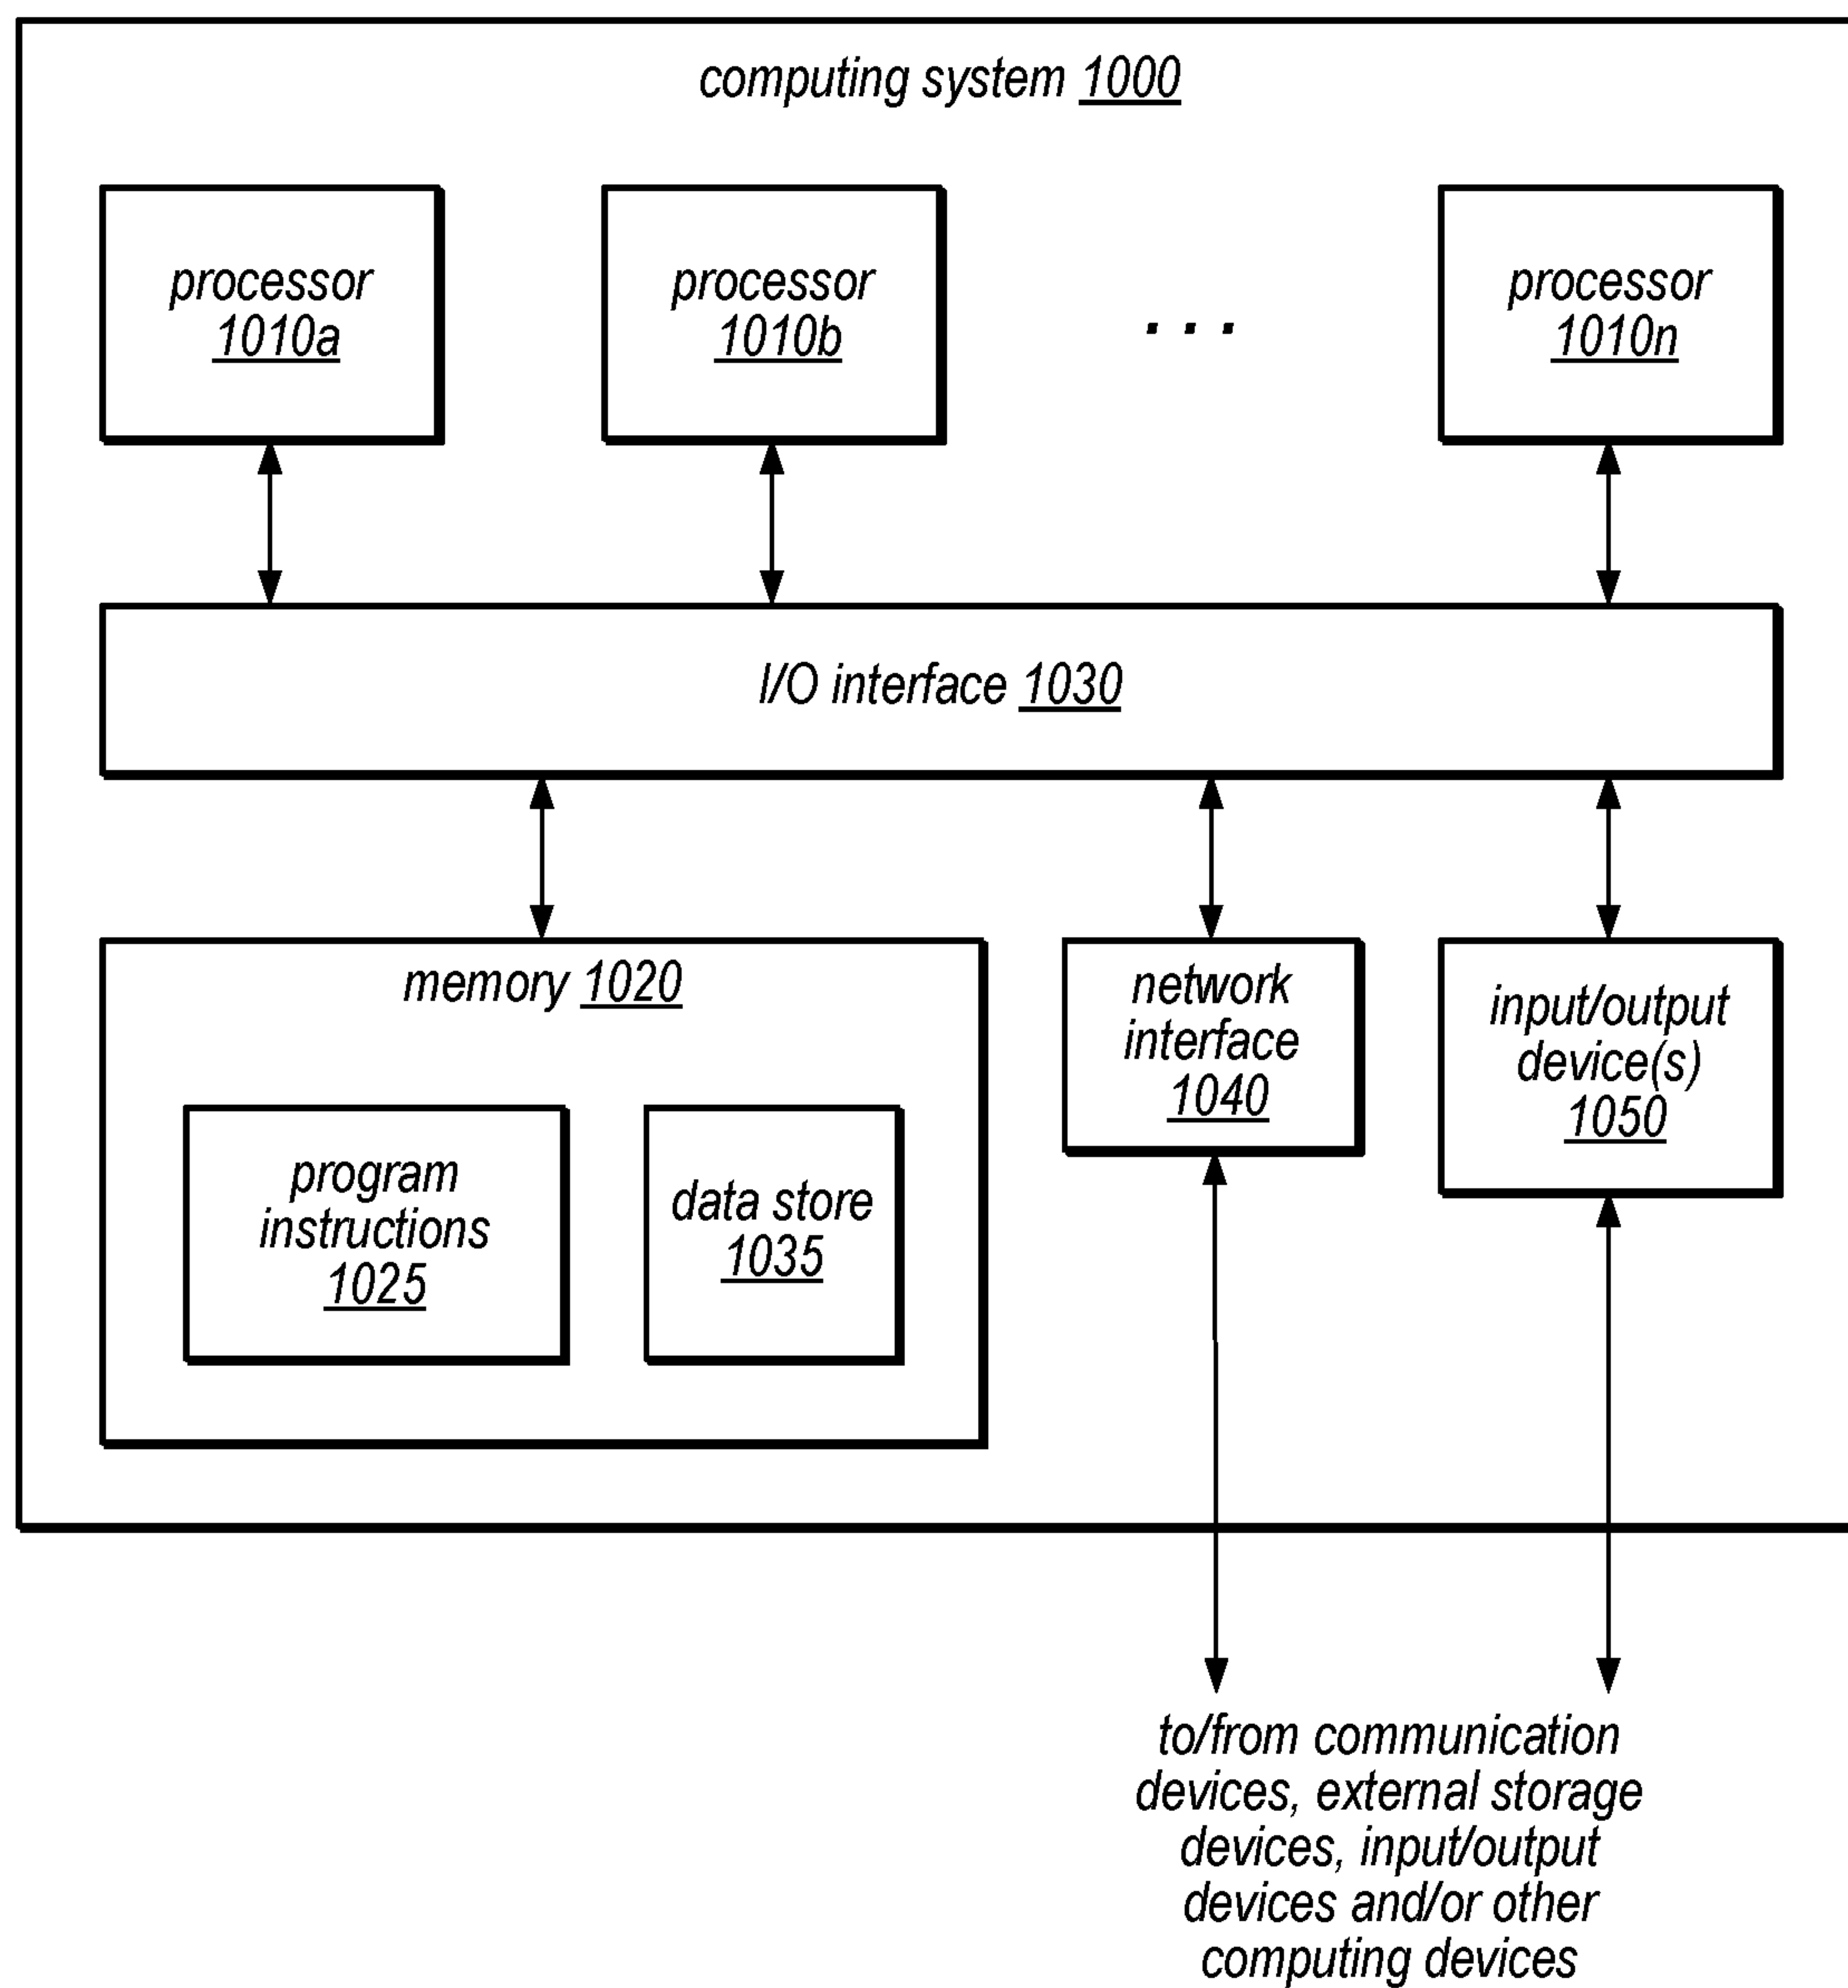 computing system 1000
processor
1010a
processor
1010b
. . .
processor
1010n
I/O interface 1030
memory 1020
program
instructions
1025
data store
1035
network
interface
1040
input/output
device(s)
1050
to/from communication
devices, external storage
devices, input/output
devices and/or other
computing devices